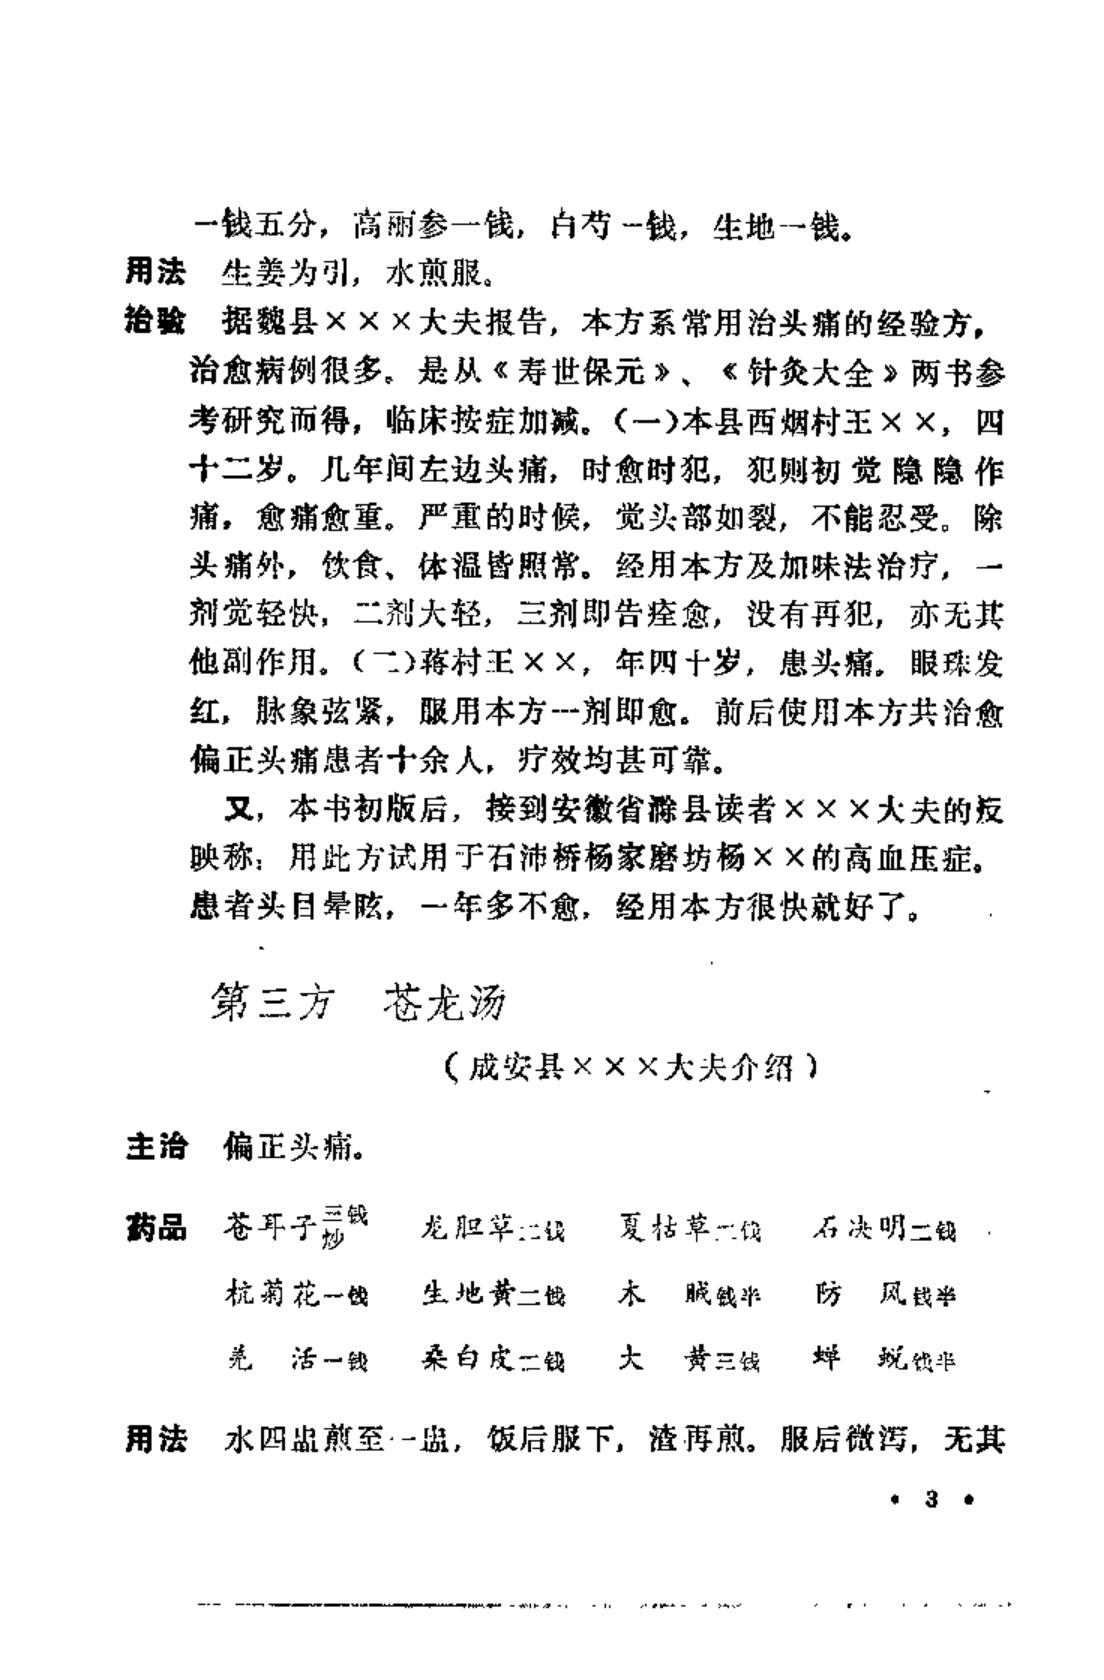 一钱五分，高丽参一钱，白芍一钱，生地一钱。
用法　生姜为引，水煎服。
治验　据魏县×××大夫报告，本方系常用治头痛的经验方，
治愈病例很多。是从《寿世保元》、《针灸大全》两书参
考研究而得，临床按症加减。（一）本县西烟村王××，四
十二岁。几年间左边头痛，时愈时犯，犯则初觉隐隐作
痛，愈痛愈重。严重的时候，觉头部如裂，不能忍受。除
头痛外，饮食、体温皆照常。经用本方及加味法治疗，一
剂觉轻快，二剂大轻，三剂即告痊愈，没有再犯，亦无其
他副作用。（二）蒋村王××，年四十岁，患头痛。眼珠发
红，脉象弦紧，服用本方一剂即愈。前后使用本方共治愈
偏正头痛患者十余人，疗效均甚可靠。
又，本书初版后，接到安徽省滁县读者×××大夫的反
映称：用此方试用于石沛桥杨家磨坊杨××的高血压症。
患者头目晕眩，一年多不愈，经用本方很快就好了。
第三方　苍龙汤
（成安县×××大夫介绍）
主治　偏正头痛。
药品　苍耳子三钱炒　龙胆草二钱　夏枯草二钱　石决明二钱
杭菊花一钱　生地黄二钱　木　贼钱半　防　风钱半
羌　活一钱　桑白皮二钱　大　黄三钱　蝉　蜕钱半
用法　水四盅煎至一盅，饭后服下，渣再煎。服后微泻，无其
• 3 •